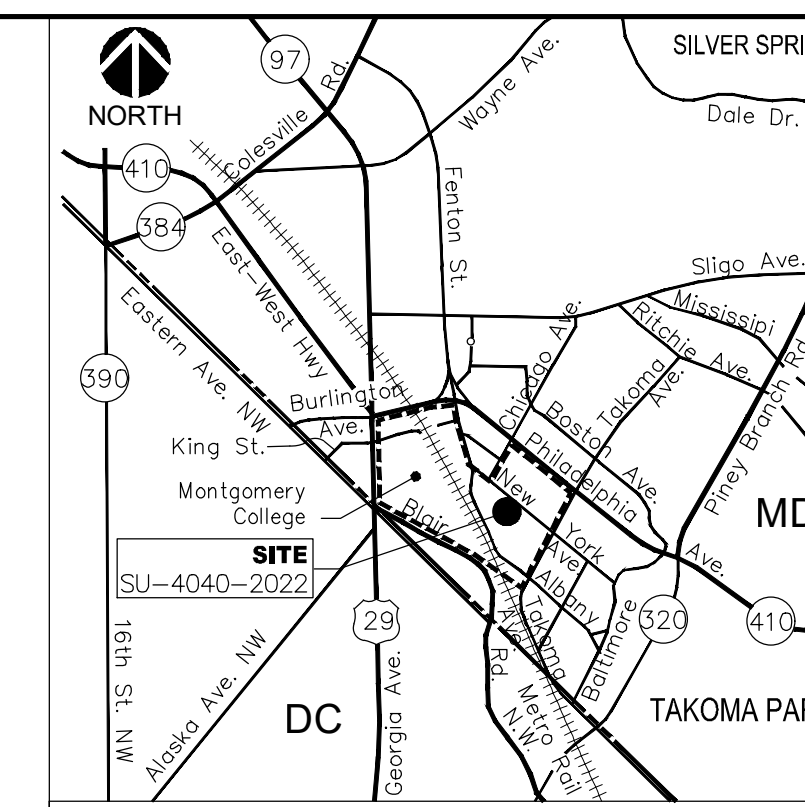 97
SILVER SPRI
NORTH
Rd.
Wayne Ave.
Dale Dr.
Colesville
410
Fenton St.
384
East-West Hwy
Sligo Ave.
Eastern Ave. NW
Mississipi
Ritchie Ave.
390
Chicago Ave.
Takoma
Ave.
Piney Branch Rd
Burlington
Ave.
Boston Ave.
King St.
Philadelphia
Ave.
Montgomery
College
New
York
Ave
Blair
Rd.
N.W.
MD
SITE
SU-4040-2022
Albany
Takoma
Ave.
Baltimore
320
410
29
16th St. NW
Alaska Ave. NW
DC
Georgia Ave.
Metro Rail
TAKOMA PAR